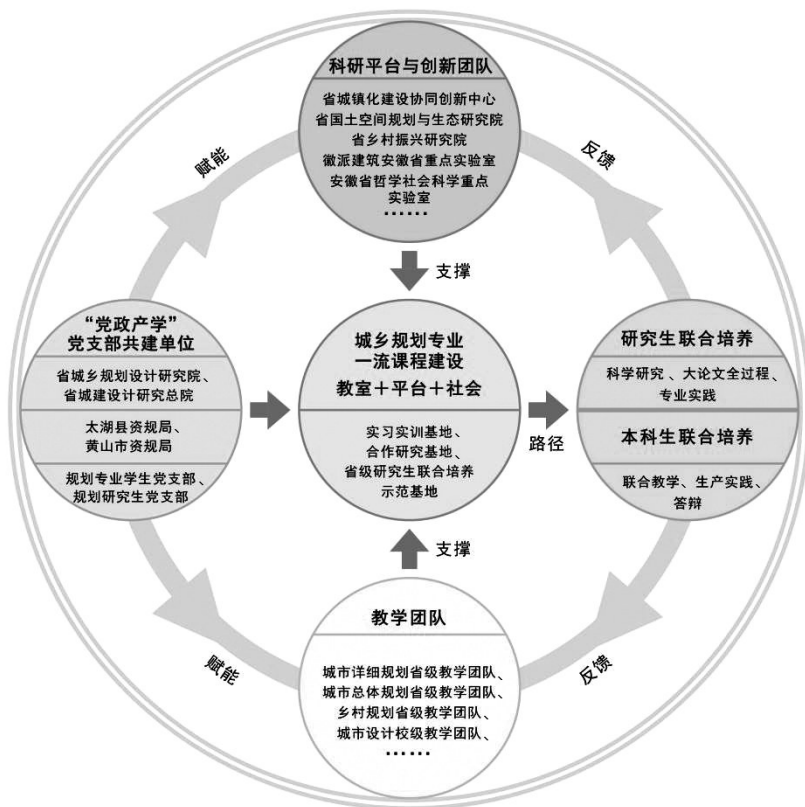 科研平台与创新团队
省城镇化建设协同创新中心
省国土空间规划与生态研究院
省乡村振兴研究院
徽派建筑安徽省重点实验室
安徽省哲学社会科学重点
实验室
……
赋能
反馈
支撑
“党政产学”
党支部共建单位
省城乡规划设计研究院、
省城建设计研究总院
太湖县资规局、
黄山市资规局
规划专业学生党支部、
规划研究生党支部
城乡规划专业
一流课程建设
教室＋平台＋社会
实习实训基地、
合作研究基地、
省级研究生联合培养
示范基地
路径
研究生联合培养
科学研究、大论文全过程、
专业实践
本科生联合培养
联合教学、生产实践、
答辩
支撑
教学团队
城市详细规划省级教学团队、
城市总体规划省级教学团队、
乡村规划省级教学团队、
城市设计校级教学团队、
……
赋能
反馈